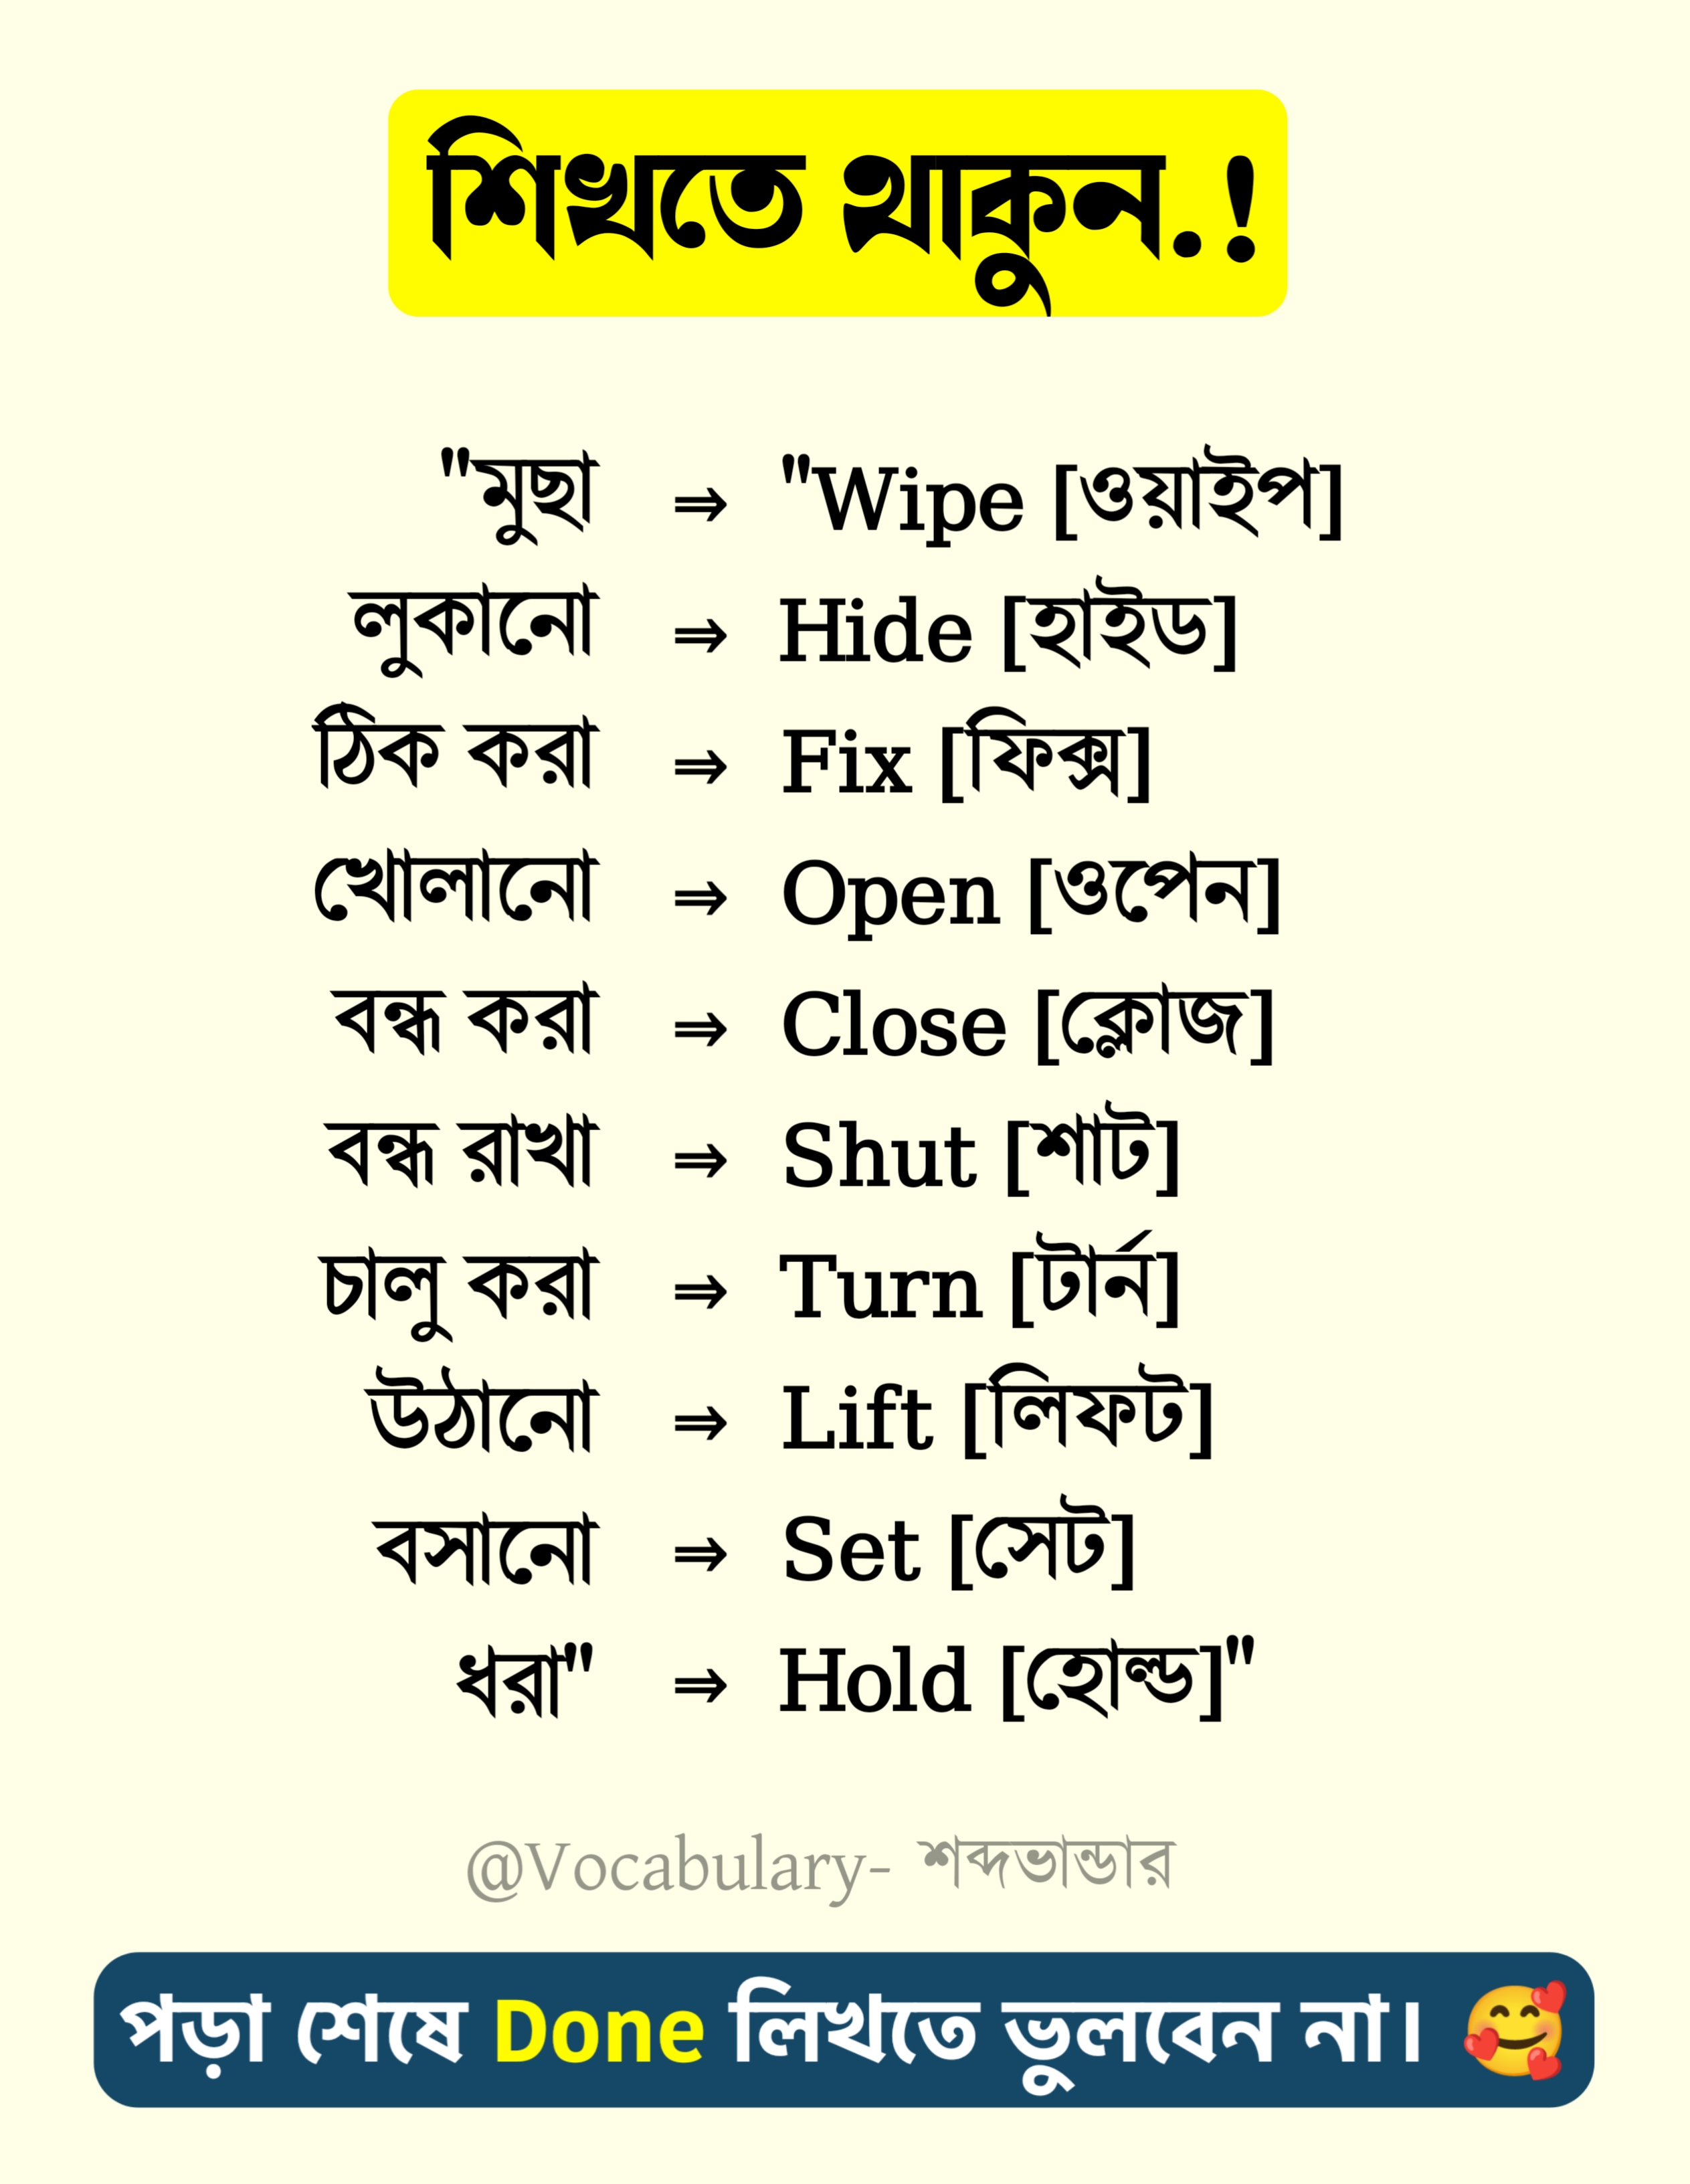 শিখতে থাকুন.!
"মুছা ⇒ "Wipe [ওয়াইপ]
লুকানো ⇒ Hide [হাইড]
ঠিক করা ⇒ Fix [ফিক্স]
খোলানো ⇒ Open [ওপেন]
বন্ধ করা ⇒ Close [ক্লোজ]
বন্ধ রাখা ⇒ Shut [শাট]
চালু করা ⇒ Turn [টার্ন]
উঠানো ⇒ Lift [লিফট]
বসানো ⇒ Set [সেট]
ধরা" ⇒ Hold [হোল্ড]"
@Vocabulary- শব্দভান্ডার
পড়া শেষে Done লিখতে ভুলবেন না। 🥰